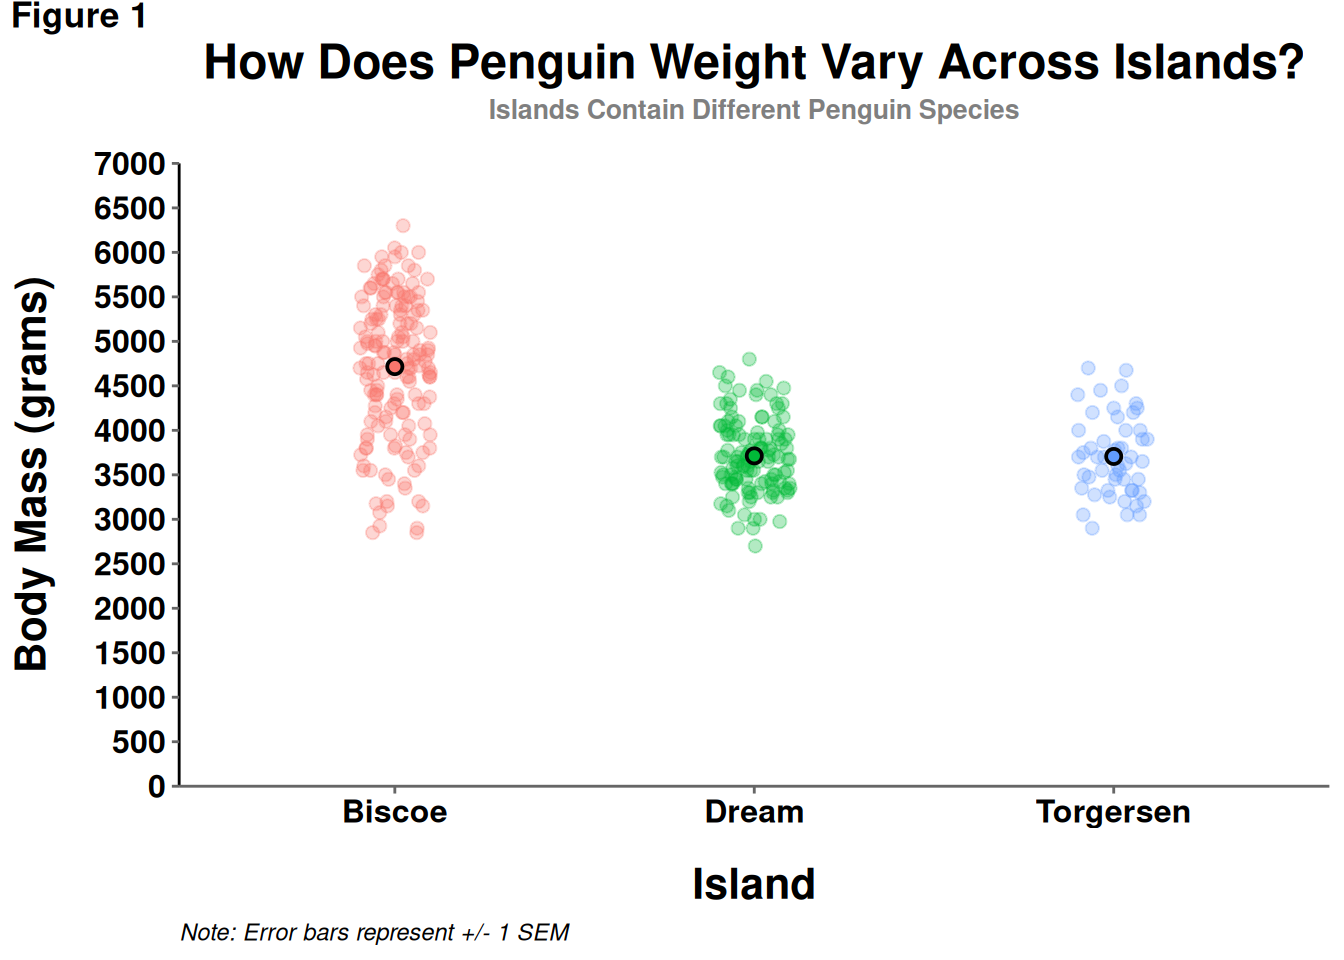 Figure 1
How Does Penguin Weight Vary Across Islands?
Islands Contain Different Penguin Species
7000
6500
6000
5500
5000
4500
4000
3500
3000
2500
2000
1500
1000
500
0
Body Mass (grams)
Biscoe
Dream
Torgersen
Island
Note: Error bars represent +/- 1 SEM